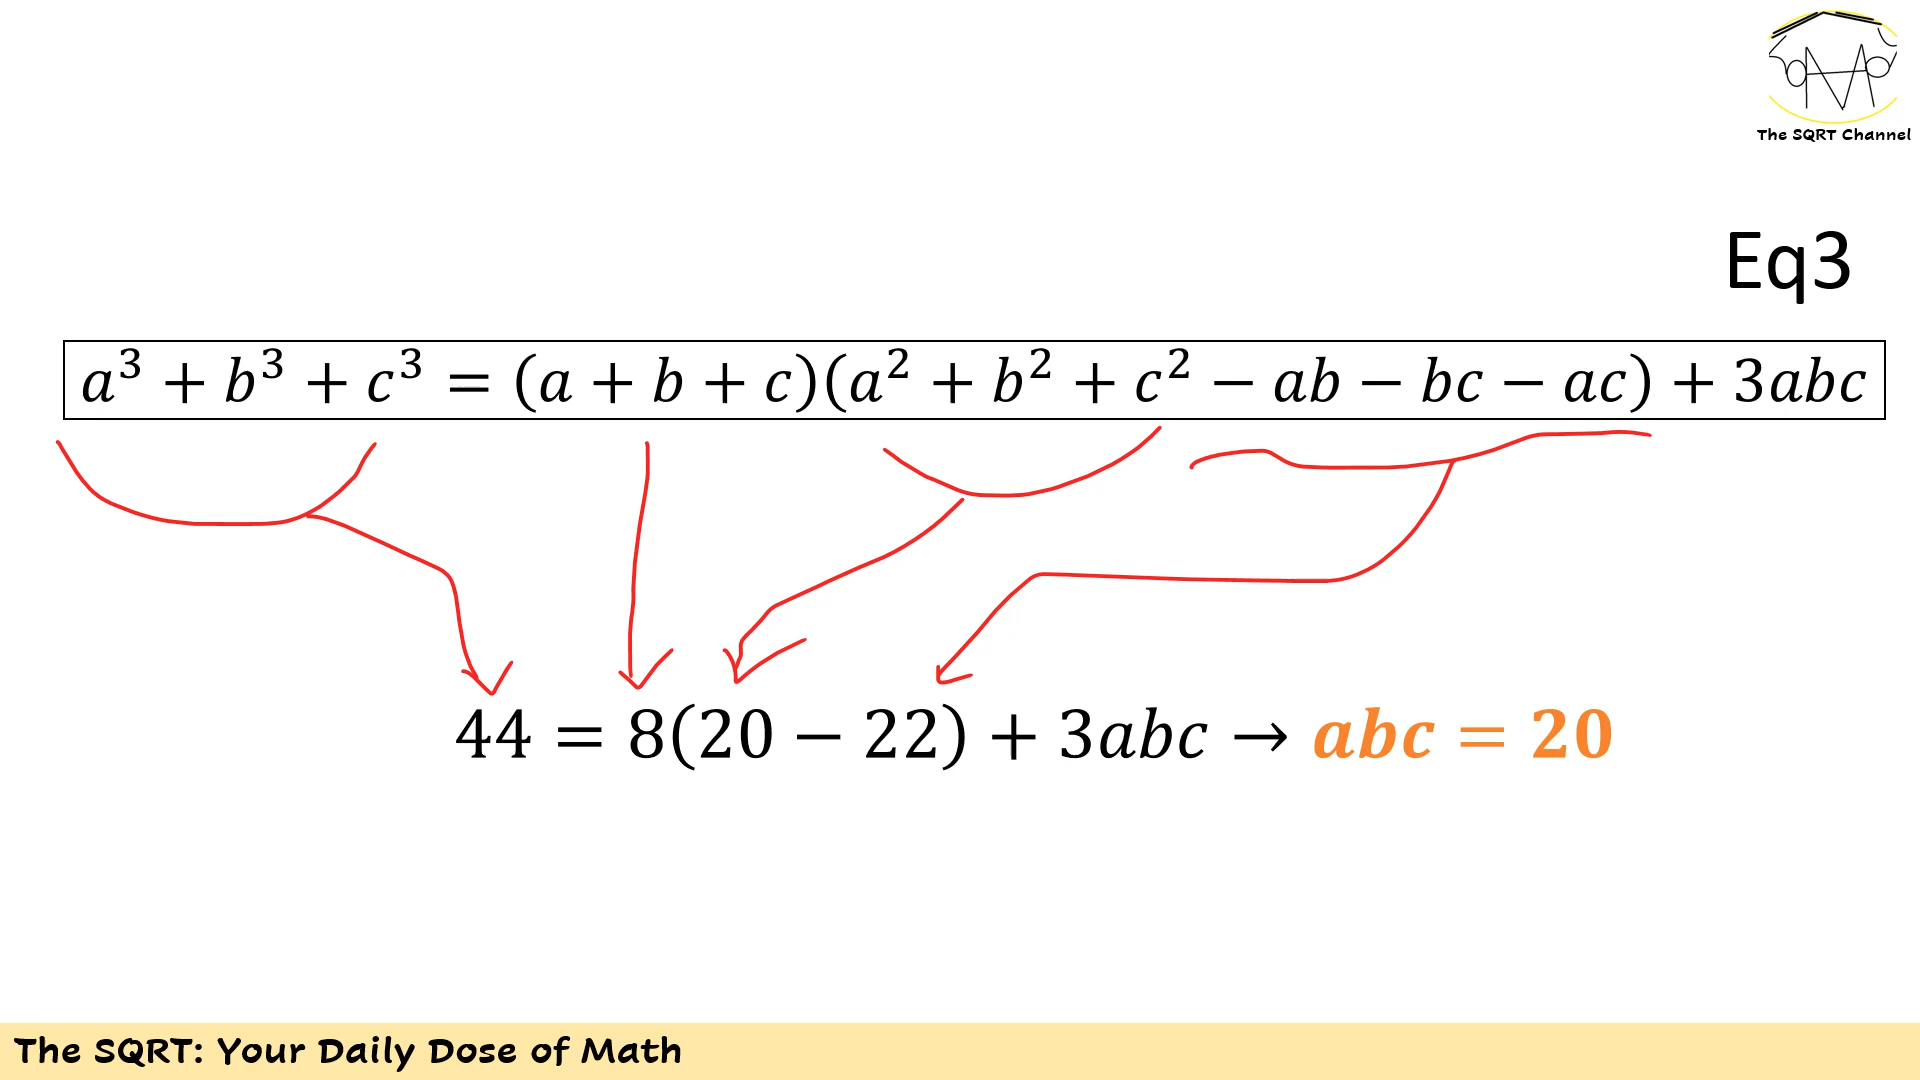 The SQRT Channel
Eq3
a³ + b³ + c³ = (a + b + c)(a² + b² + c² − ab − bc − ac) + 3abc
44 = 8(20 − 22) + 3abc → abc = 20
The SQRT: Your Daily Dose of Math